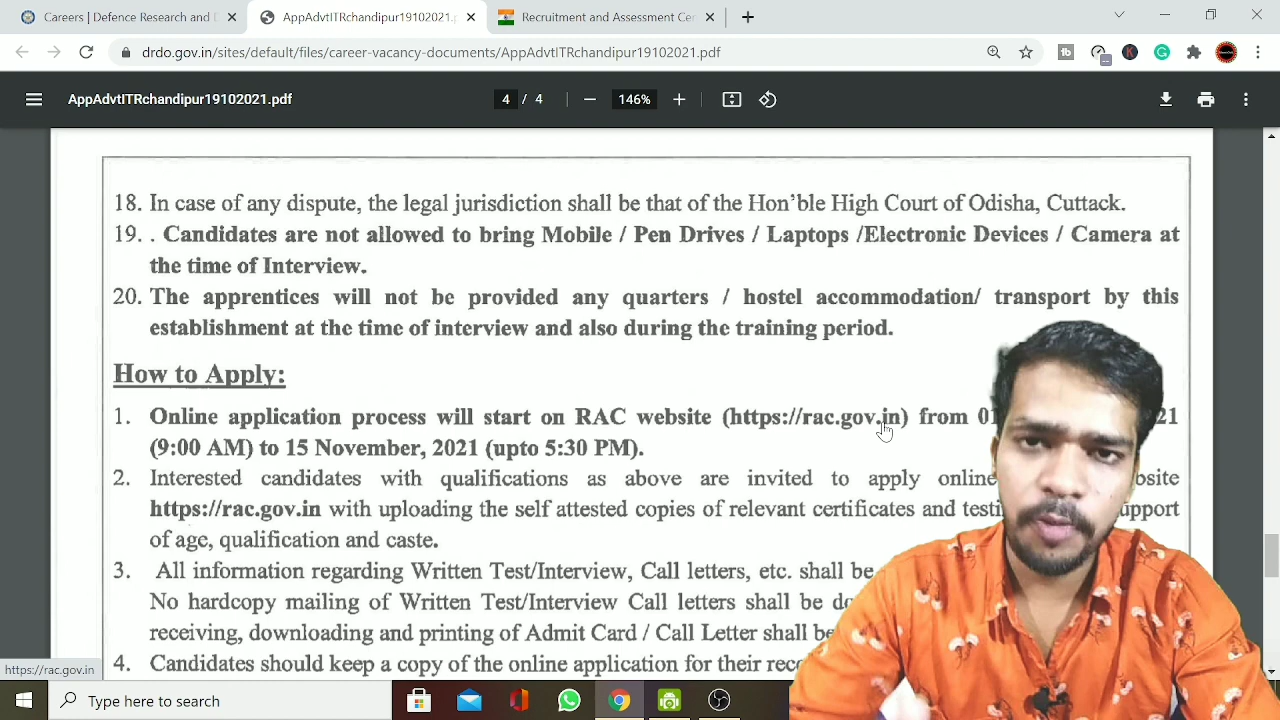 Careers | Defence Research and D
AppAdvtITRchandipur19102021.p
Recruitment and Assessment Cen
drdo.gov.in/sites/default/files/career-vacancy-documents/AppAdvtITRchandipur19102021.pdf
AppAdvtITRchandipur19102021.pdf
4 / 4
146%
18. In case of any dispute, the legal jurisdiction shall be that of the Hon'ble High Court of Odisha, Cuttack.
19. . Candidates are not allowed to bring Mobile / Pen Drives / Laptops /Electronic Devices / Camera at
the time of Interview.
20. The apprentices will not be provided any quarters / hostel accommodation/ transport by this
establishment at the time of interview and also during the training period.
How to Apply:
1. Online application process will start on RAC website (https://rac.gov.in) from 01 21
(9:00 AM) to 15 November, 2021 (upto 5:30 PM).
2. Interested candidates with qualifications as above are invited to apply online
https://rac.gov.in with uploading the self attested copies of relevant certificates and
of age, qualification and caste.
3. All information regarding Written Test/Interview, Call letters, etc. shall be
No hardcopy mailing of Written Test/Interview Call letters shall be
receiving, downloading and printing of Admit Card / Call Letter shall be
4. Candidates should keep a copy of the online application for their
https://rac.gov.in
Type here to search